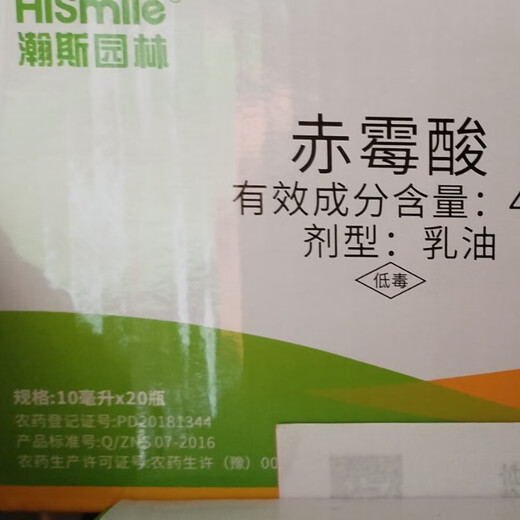 HISmile®
瀚斯园林
赤霉酸
有效成分含量：4
剂型：乳油
低毒
规格:10毫升x20瓶
农药登记证号:PD20181344
产品标准号:Q/ZNS 07-2016
农药生产许可证号:农药生许（豫）00